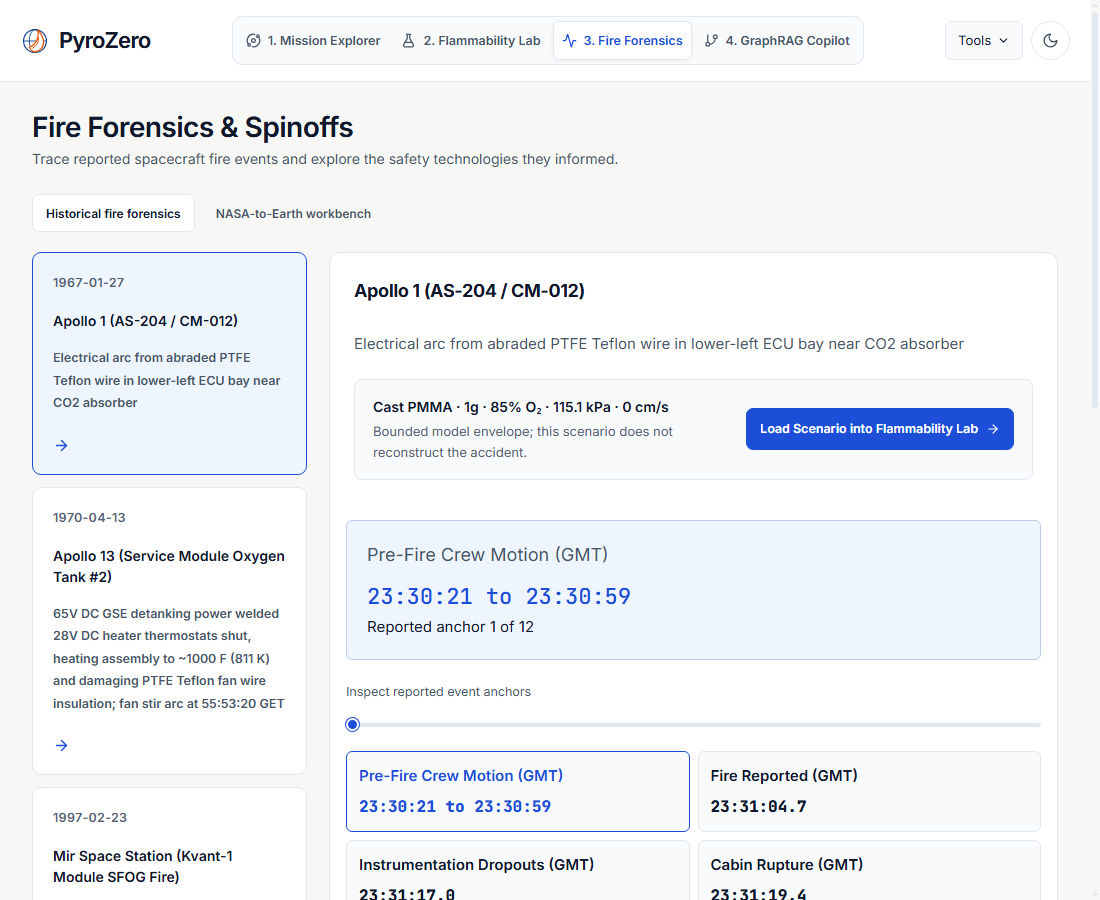 PyroZero
1. Mission Explorer
2. Flammability Lab
3. Fire Forensics
4. GraphRAG Copilot
Tools
Fire Forensics & Spinoffs
Trace reported spacecraft fire events and explore the safety technologies they informed.
Historical fire forensics
NASA-to-Earth workbench
1967-01-27
Apollo 1 (AS-204 / CM-012)
Electrical arc from abraded PTFE
Teflon wire in lower-left ECU bay near
CO2 absorber
1970-04-13
Apollo 13 (Service Module Oxygen
Tank #2)
65V DC GSE detanking power welded
28V DC heater thermostats shut,
heating assembly to ~1000 F (811 K)
and damaging PTFE Teflon fan wire
insulation; fan stir arc at 55:53:20 GET
1997-02-23
Mir Space Station (Kvant-1
Module SFOG Fire)
Apollo 1 (AS-204 / CM-012)
Electrical arc from abraded PTFE Teflon wire in lower-left ECU bay near CO2 absorber
Cast PMMA · 1g · 85% O₂ · 115.1 kPa · 0 cm/s
Bounded model envelope; this scenario does not
reconstruct the accident.
Load Scenario into Flammability Lab
Pre-Fire Crew Motion (GMT)
23:30:21 to 23:30:59
Reported anchor 1 of 12
Inspect reported event anchors
Pre-Fire Crew Motion (GMT)
23:30:21 to 23:30:59
Fire Reported (GMT)
23:31:04.7
Instrumentation Dropouts (GMT)
23:31:17.0
Cabin Rupture (GMT)
23:31:19.4